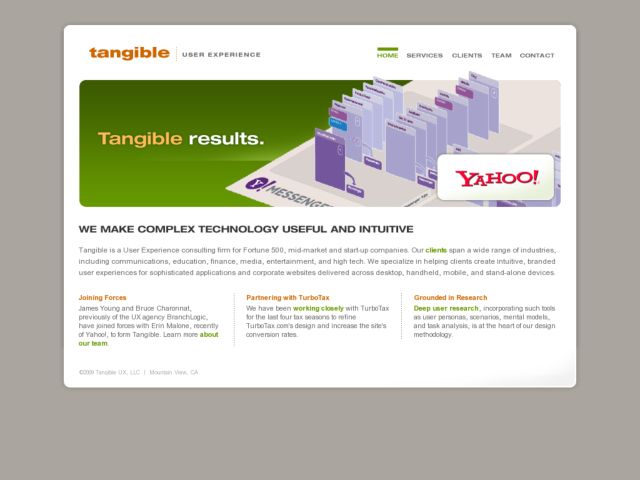 tangible USER EXPERIENCE
HOME SERVICES CLIENTS TEAM CONTACT
Tangible results.
Y! MESSENGER
YAHOO!
WE MAKE COMPLEX TECHNOLOGY USEFUL AND INTUITIVE
Tangible is a User Experience consulting firm for Fortune 500, mid-market and start-up companies. Our clients span a wide range of industries,
including communications, education, finance, media, entertainment, and high tech. We specialize in helping clients create intuitive, branded
user experiences for sophisticated applications and corporate websites delivered across desktop, handheld, mobile, and stand-alone devices.
Joining Forces
James Young and Bruce Charonnat,
previously of the UX agency BranchLogic,
have joined forces with Erin Malone, recently
of Yahoo!, to form Tangible. Learn more about
our team.
Partnering with TurboTax
We have been working closely with TurboTax
for the last four tax seasons to refine
TurboTax.com's design and increase the site's
conversion rates.
Grounded in Research
Deep user research, incorporating such tools
as user personas, scenarios, mental models,
and task analysis, is at the heart of our design
methodology.
©2009 Tangible UX, LLC | Mountain View, CA